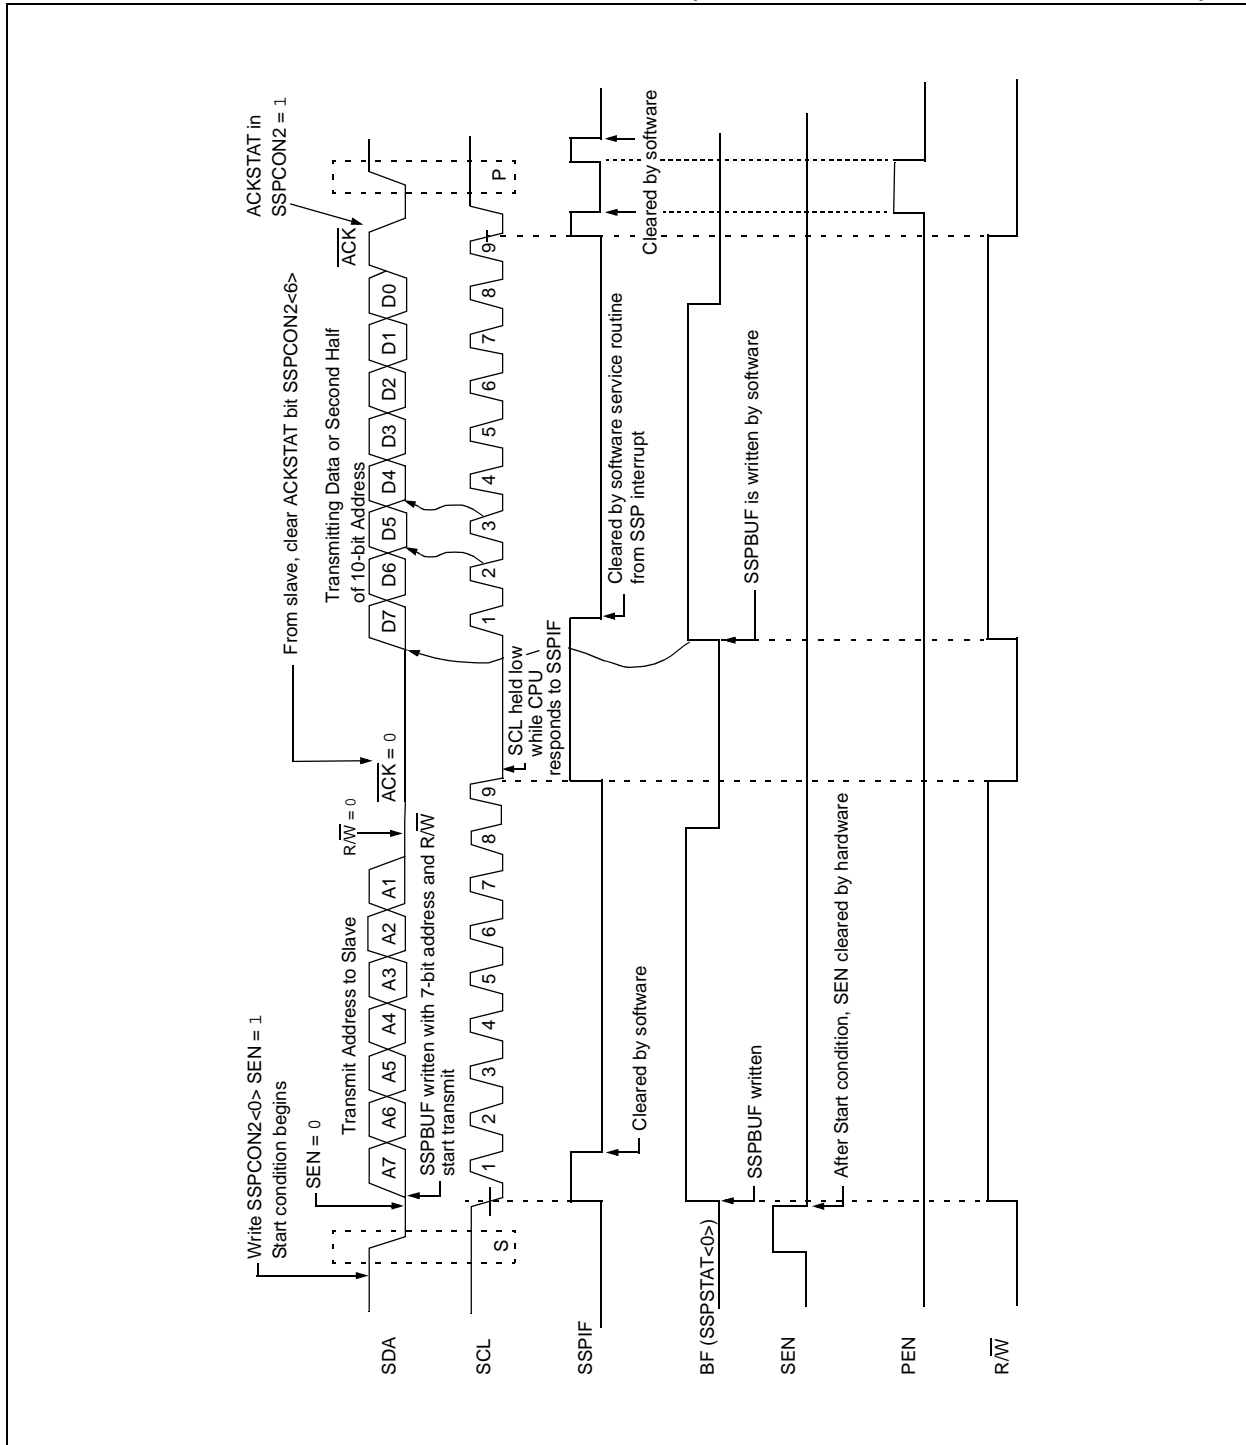 Write SSPCON2<0> SEN = 1
Start condition begins
From slave, clear ACKSTAT bit SSPCON2<6>
ACKSTAT in
SSPCON2 = 1
SEN = 0
Transmit Address to Slave
R/W̅ = 0
A̅C̅K̅ = 0
Transmitting Data or Second Half
of 10-bit Address
A̅C̅K̅
SDA
A7 A6 A5 A4 A3 A2 A1
D7 D6 D5 D4 D3 D2 D1 D0
SSPBUF written with 7-bit address and R/W̅
start transmit
SCL
S
1 2 3 4 5 6 7 8 9
1 2 3 4 5 6 7 8 9
P
SCL held low
while CPU
responds to SSPIF
SSPIF
Cleared by software
Cleared by software service routine
from SSP interrupt
Cleared by software
BF (SSPSTAT<0>)
SSPBUF written
SSPBUF is written by software
SEN
After Start condition, SEN cleared by hardware
PEN
R/W̅